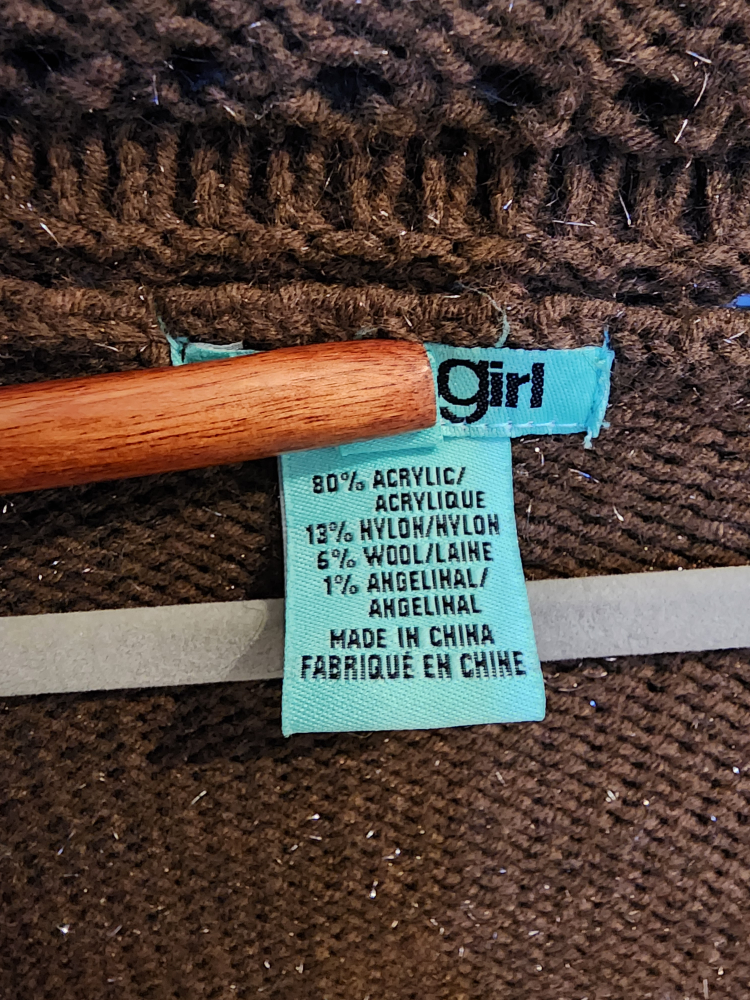 girl
80% ACRYLIC/
ACRYLIQUE
13% NYLON/NYLON
6% WOOL/LAINE
1% ANGELINAL/
ANGELINAL
MADE IN CHINA
FABRIQUÉ EN CHINE